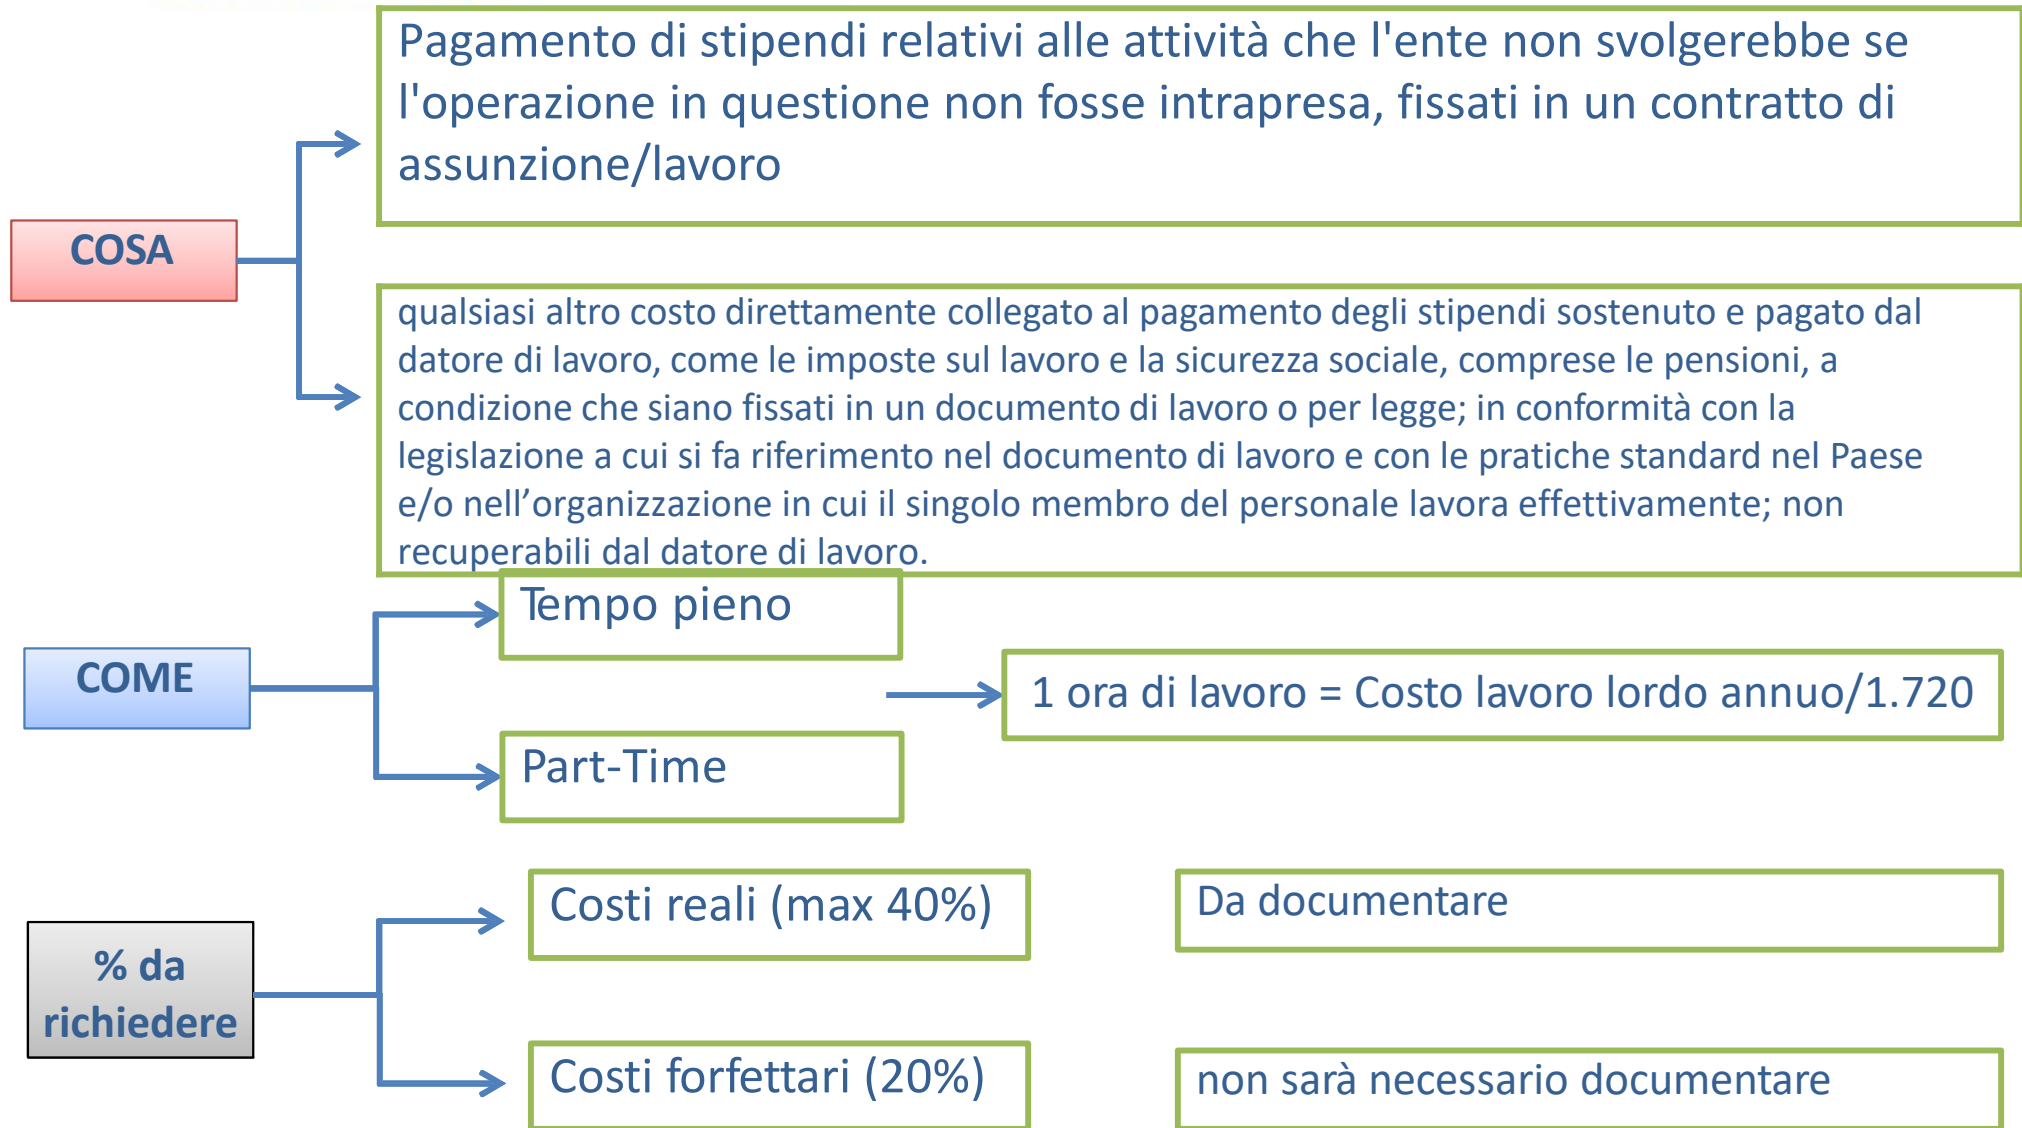 Pagamento di stipendi relativi alle attività che l'ente non svolgerebbe se
l'operazione in questione non fosse intrapresa, fissati in un contratto di
assunzione/lavoro
COSA
qualsiasi altro costo direttamente collegato al pagamento degli stipendi sostenuto e pagato dal
datore di lavoro, come le imposte sul lavoro e la sicurezza sociale, comprese le pensioni, a
condizione che siano fissati in un documento di lavoro o per legge; in conformità con la
legislazione a cui si fa riferimento nel documento di lavoro e con le pratiche standard nel Paese
e/o nell’organizzazione in cui il singolo membro del personale lavora effettivamente; non
recuperabili dal datore di lavoro.
Tempo pieno
COME
1 ora di lavoro = Costo lavoro lordo annuo/1.720
Part-Time
Costi reali (max 40%)
Da documentare
% da
richiedere
Costi forfettari (20%)
non sarà necessario documentare